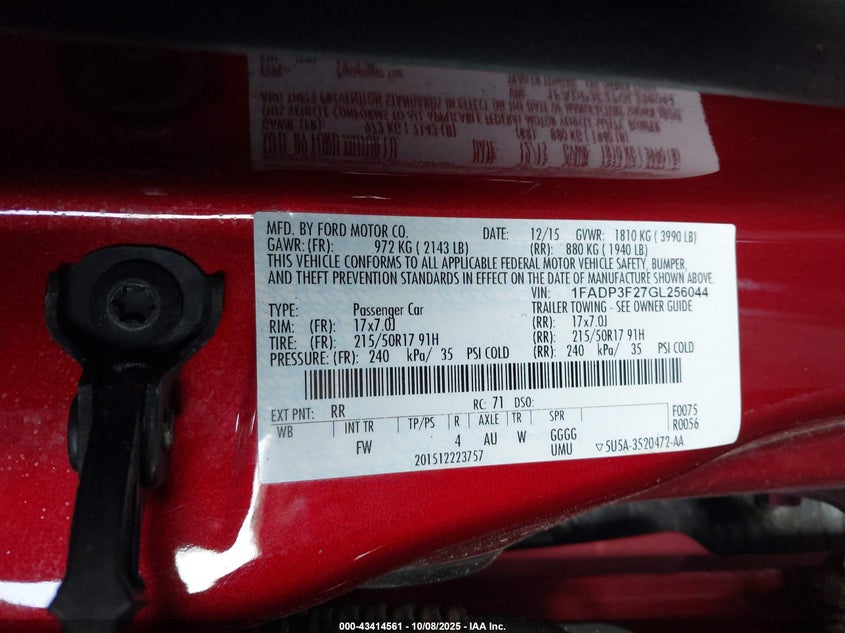 MFD. BY FORD MOTOR CO. DATE: 12/15 GVWR: 1810 KG ( 3990 LB)
GAWR: (FR): 972 KG ( 2143 LB) (RR): 880 KG ( 1940 LB)
THIS VEHICLE CONFORMS TO ALL APPLICABLE FEDERAL MOTOR VEHICLE SAFETY, BUMPER,
AND THEFT PREVENTION STANDARDS IN EFFECT ON THE DATE OF MANUFACTURE SHOWN ABOVE.
VIN: 1FADP3F27GL256044
TYPE: Passenger Car TRAILER TOWING - SEE OWNER GUIDE
RIM: (FR): 17x7.0J (RR): 17x7.0J
TIRE: (FR): 215/50R17 91H (RR): 215/50R17 91H
PRESSURE: (FR): 240 kPa/ 35 PSI COLD (RR): 240 kPa/ 35 PSI COLD
EXT PNT: RR RC: 71 DSO: F0075
WB INT TR TP/PS R AXLE TR SPR R0056
FW 4 AU W GGGG
UMU ▽5U5A-3520472-AA
201512223757
000-43414561 - 10/08/2025 - IAA Inc.